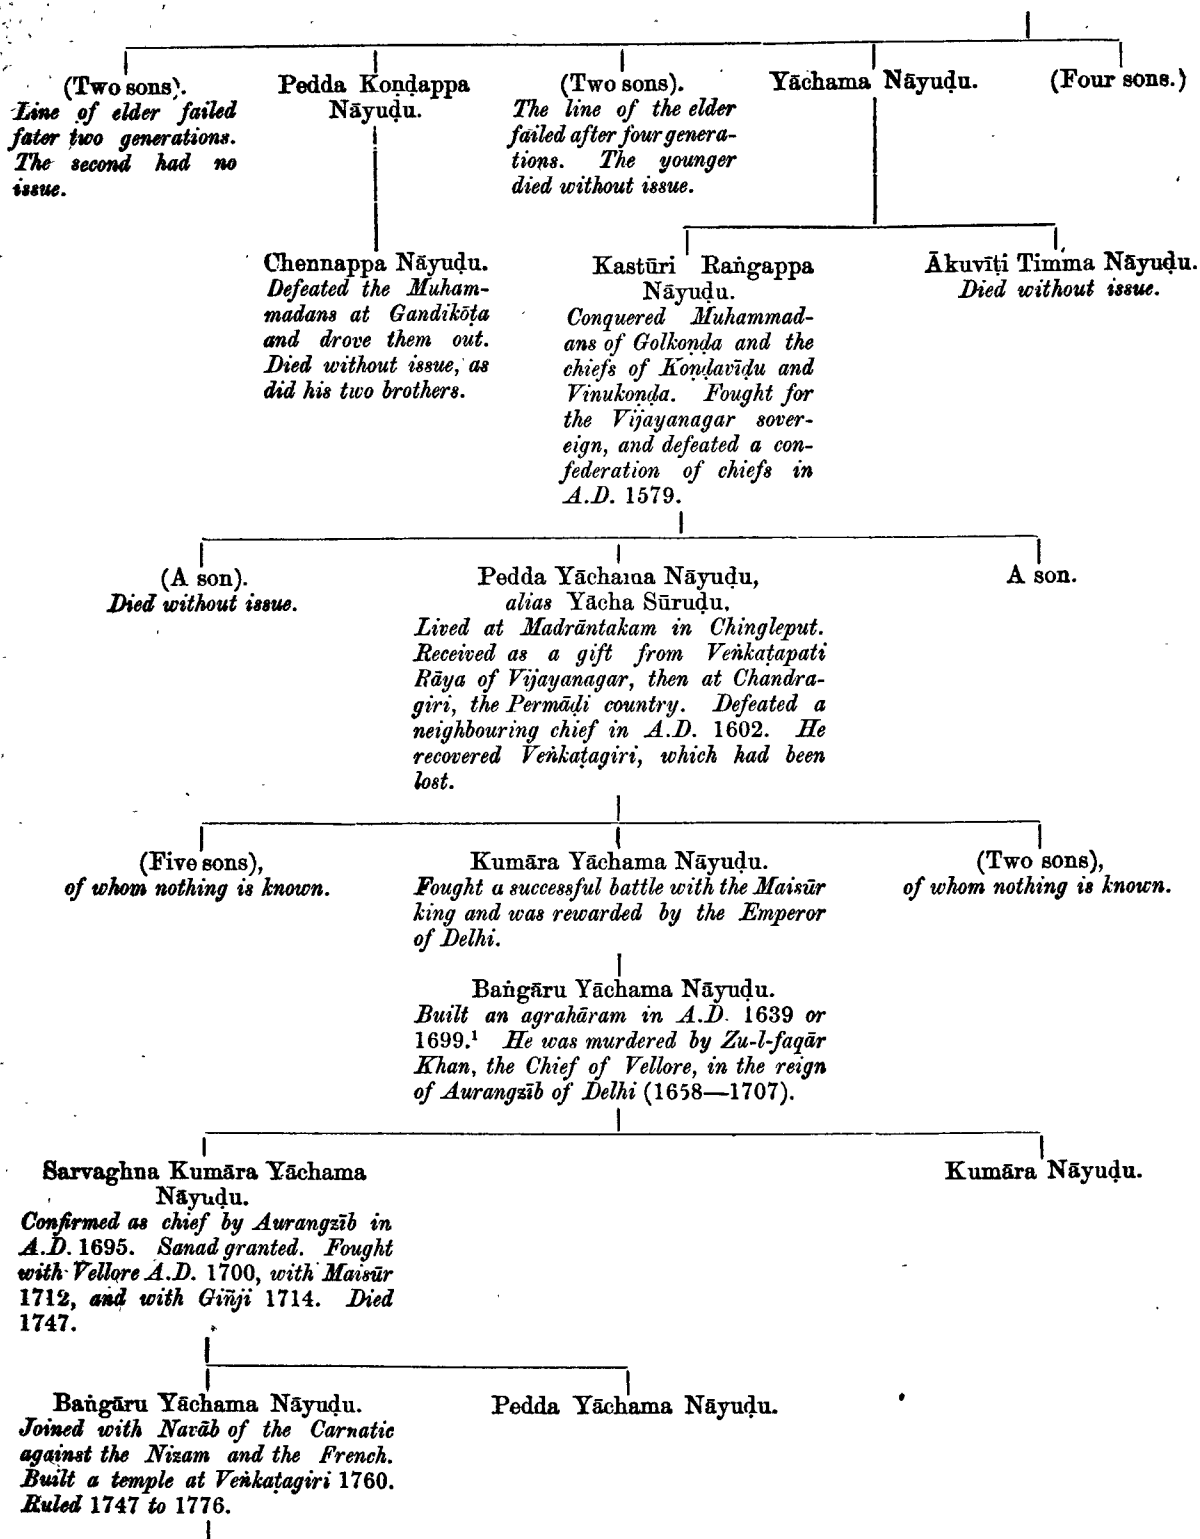 (Two sons).
Line of elder failed
fater two generations.
The second had no
issue.
Pedda Koṇḍappa
Nāyuḍu.
(Two sons).
The line of the elder
failed after four genera-
tions. The younger
died without issue.
Yāchama Nāyuḍu.
(Four sons.)
Chennappa Nāyuḍu.
Defeated the Muham-
madans at Gandikōṭa
and drove them out.
Died without issue, as
did his two brothers.
Kastūri Raṅgappa
Nāyuḍu.
Conquered Muhammad-
ans of Golkoṇḍa and the
chiefs of Koṇḍavīḍu and
Vinukoṇḍa. Fought for
the Vijayanagar sover-
eign, and defeated a con-
federation of chiefs in
A.D. 1579.
Ākuvīṭi Timma Nāyuḍu.
Died without issue.
(A son).
Died without issue.
Pedda Yāchama Nāyuḍu,
alias Yācha Sūruḍu,
Lived at Madrāntakam in Chingleput.
Received as a gift from Veṅkaṭapati
Rāya of Vijayanagar, then at Chandra-
giri, the Permāḍi country. Defeated a
neighbouring chief in A.D. 1602. He
recovered Veṅkaṭagiri, which had been
lost.
A son.
(Five sons),
of whom nothing is known.
Kumāra Yāchama Nāyuḍu.
Fought a successful battle with the Maisūr
king and was rewarded by the Emperor
of Delhi.
(Two sons),
of whom nothing is known.
Baṅgāru Yāchama Nāyuḍu.
Built an agrahāram in A.D. 1639 or
1699.¹ He was murdered by Zu-l-faqār
Khan, the Chief of Vellore, in the reign
of Aurangzīb of Delhi (1658—1707).
Sarvaghna Kumāra Yāchama
Nāyuḍu.
Confirmed as chief by Aurangzīb in
A.D. 1695. Sanad granted. Fought
with Vellore A.D. 1700, with Maisūr
1712, and with Giñji 1714. Died
1747.
Kumāra Nāyuḍu.
Baṅgāru Yāchama Nāyuḍu.
Joined with Navāb of the Carnatic
against the Nizam and the French.
Built a temple at Veṅkaṭagiri 1760.
Ruled 1747 to 1776.
Pedda Yāchama Nāyuḍu.